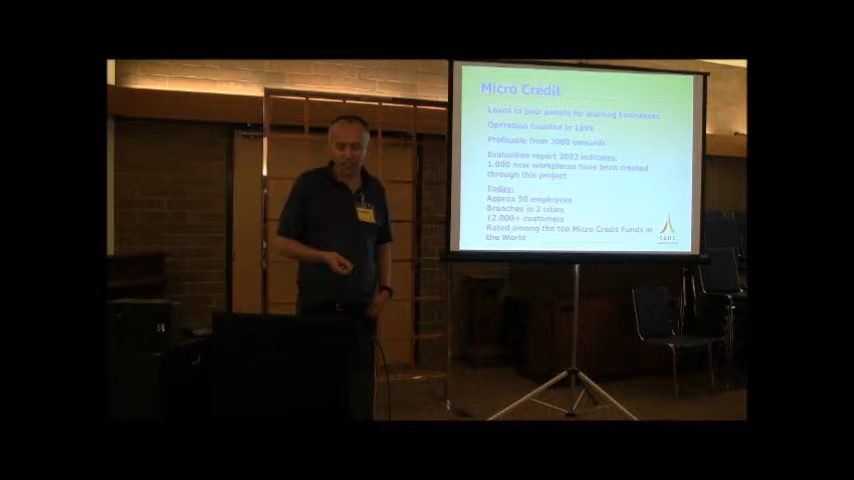 Micro Credit
Loans to poor people for starting businesses
Operation founded in 1999
Profitable from 2000 onwards
Evaluation report 2002 indicates:
1.000 new workplaces have been created
through this project
Today:
Approx 50 employees
Branches in 2 cities
12.000+ customers
Rated among the top Micro Credit Funds in
the World